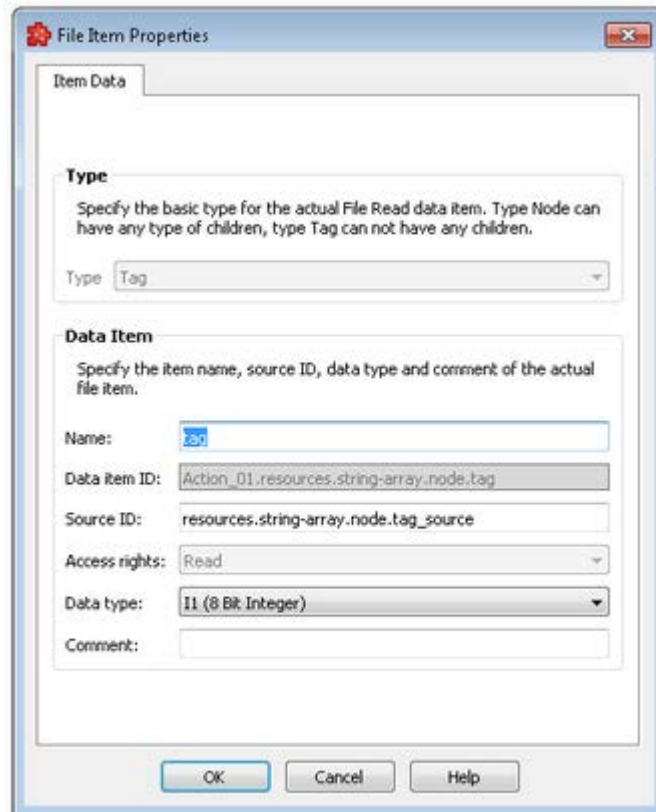 File Item Properties
Item Data
Type
Specify the basic type for the actual File Read data item. Type Node can
have any type of children, type Tag can not have any children.
Type Tag
Data Item
Specify the item name, source ID, data type and comment of the actual
file item.
Name: tag
Data item ID: Action_01.resources.string-array.node.tag
Source ID: resources.string-array.node.tag_source
Access rights: Read
Data type: I1 (8 Bit Integer)
Comment:
OK Cancel Help